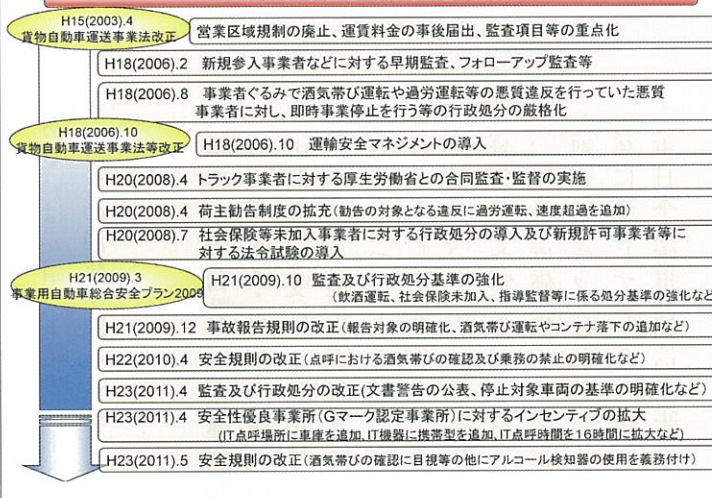 H15(2003).4
貨物自動車運送事業法改正
営業区域規制の廃止、運賃料金の事後届出、監査項目等の重点化
H18(2006).2 新規参入事業者などに対する早期監査、フォローアップ監査等
H18(2006).8 事業者ぐるみで酒気帯び運転や過労運転等の悪質違反を行っていた悪質
事業者に対し、即時事業停止を行う等の行政処分の厳格化
H18(2006).10
貨物自動車運送事業法等改正
H18(2006).10 運輸安全マネジメントの導入
H20(2008).4 トラック事業者に対する厚生労働省との合同監査・監督の実施
H20(2008).4 荷主勧告制度の拡充(勧告の対象となる違反に過労運転、速度超過を追加)
H20(2008).7 社会保険等未加入事業者に対する行政処分の導入及び新規許可事業者等に
対する法令試験の導入
H21(2009).3
事業用自動車総合安全プラン2009
H21(2009).10 監査及び行政処分基準の強化
(飲酒運転、社会保険未加入、指導監督等に係る処分基準の強化など
H21(2009).12 事故報告規則の改正(報告対象の明確化、酒気帯び運転やコンテナ落下の追加など)
H22(2010).4 安全規則の改正(点呼における酒気帯びの確認及び乗務の禁止の明確化など)
H23(2011).4 監査及び行政処分の改正(文書警告の公表、停止対象車両の基準の明確化など)
H23(2011).4 安全性優良事業所(Gマーク認定事業所)に対するインセンティブの拡大
(IT点呼場所に車庫を追加、IT機器に携帯型を追加、IT点呼時間を16時間に拡大など)
H23(2011).5 安全規則の改正(酒気帯びの確認に目視等の他にアルコール検知器の使用を義務付け)